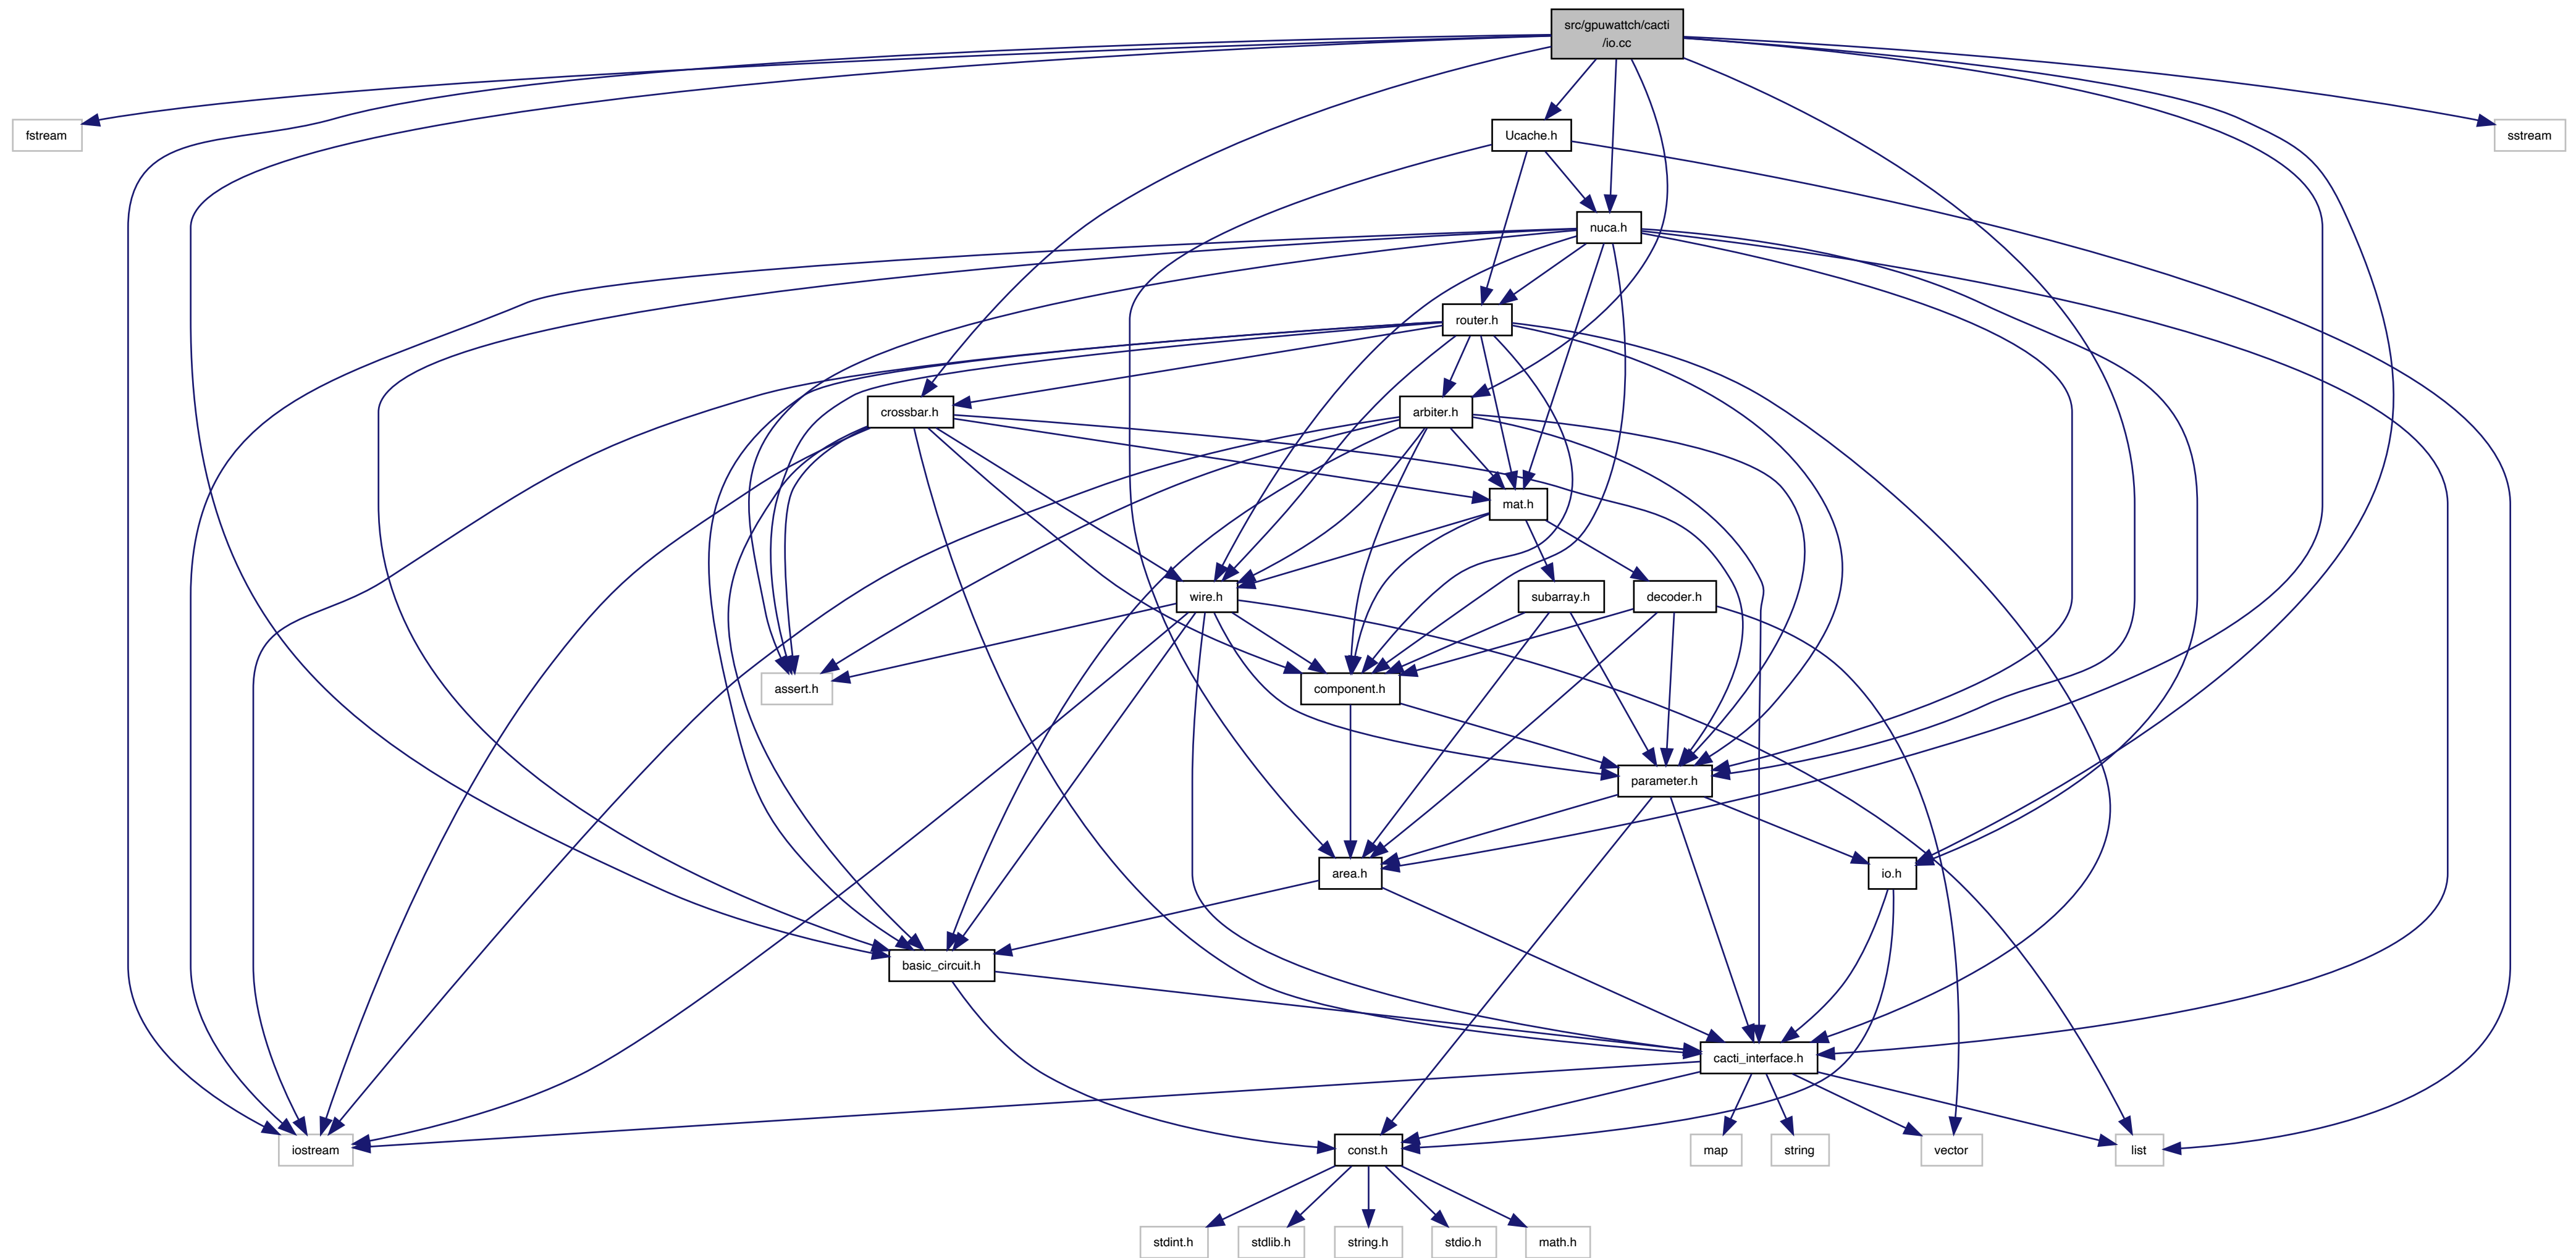 src/gpuwattch/cacti
/io.cc
fstream
Ucache.h
sstream
nuca.h
router.h
crossbar.h
arbiter.h
mat.h
wire.h
subarray.h
decoder.h
assert.h
component.h
parameter.h
area.h
io.h
basic_circuit.h
cacti_interface.h
iostream
const.h
map
string
vector
list
stdint.h
stdlib.h
string.h
stdio.h
math.h